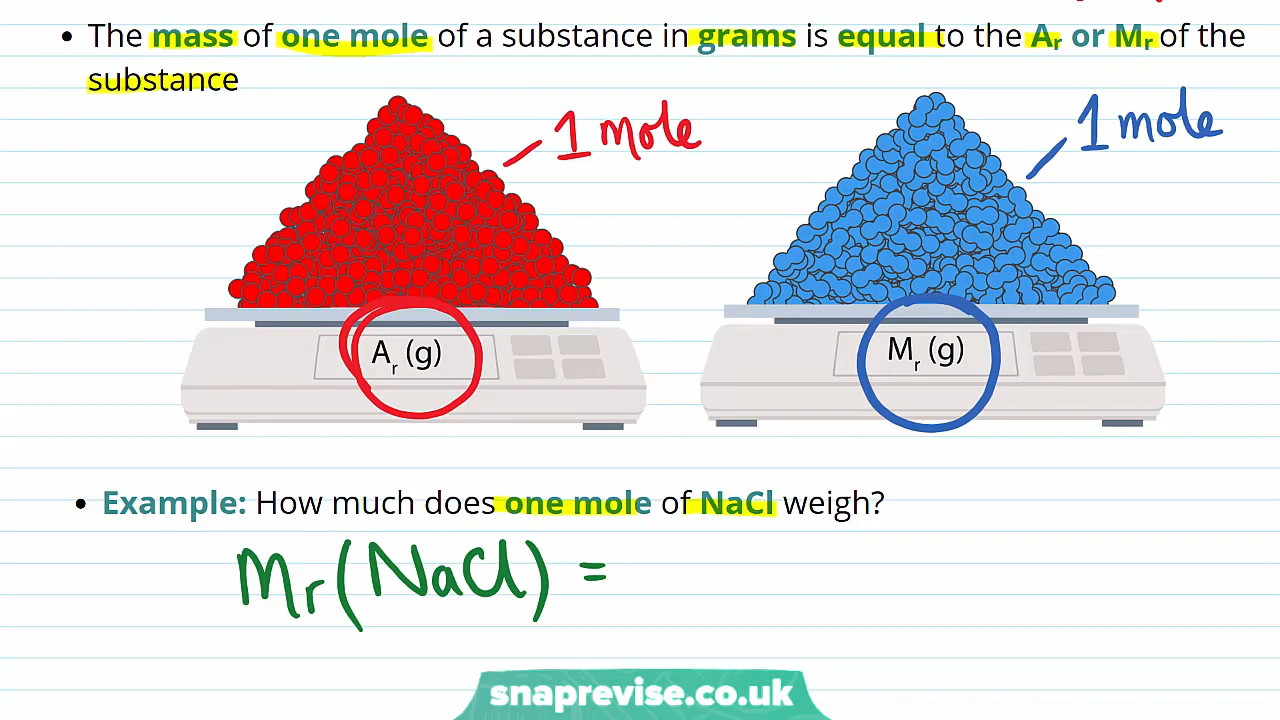 • The mass of one mole of a substance in grams is equal to the Ar or Mr of the
substance
1 mole
1 mole
Ar (g)
Mr (g)
• Example: How much does one mole of NaCl weigh?
Mr(NaCl) =
snaprevise.co.uk